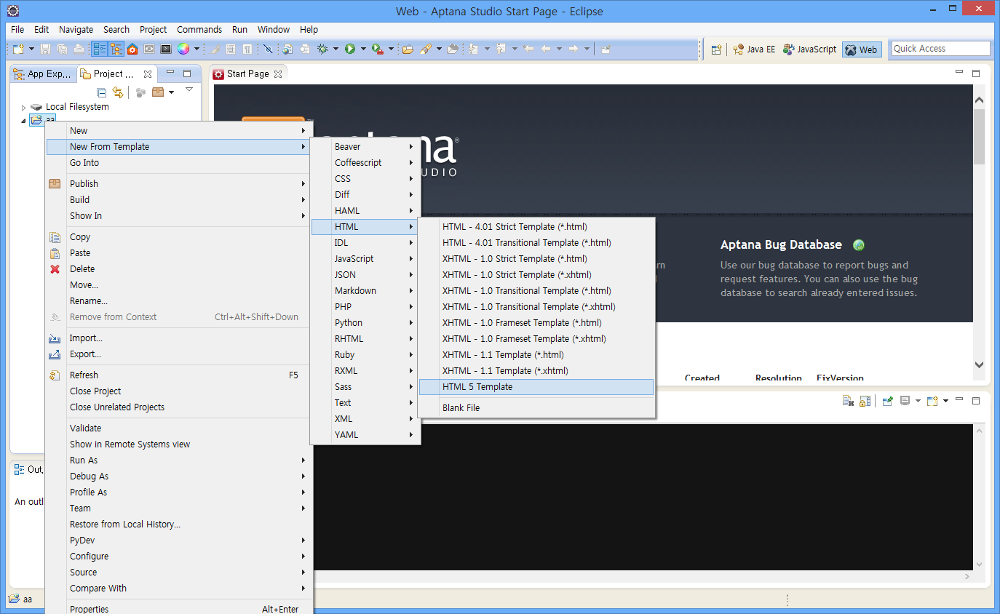 Web - Aptana Studio Start Page - Eclipse
File Edit Navigate Search Project Commands Run Window Help
Java EE JavaScript Web Quick Access
App Exp... Project ...
Start Page
Local Filesystem
aa
New
New From Template
Go Into
Publish
Build
Show In
Copy
Paste
Delete
Move...
Rename...
Remove from Context Ctrl+Alt+Shift+Down
Import...
Export...
Refresh F5
Close Project
Close Unrelated Projects
Validate
Show in Remote Systems view
Run As
Debug As
Profile As
Team
Restore from Local History...
PyDev
Configure
Source
Compare With
Properties Alt+Enter
Beaver
Coffeescript
CSS
Diff
HAML
HTML
IDL
JavaScript
JSON
Markdown
PHP
Python
RHTML
Ruby
RXML
Sass
Text
XML
YAML
HTML - 4.01 Strict Template (*.html)
HTML - 4.01 Transitional Template (*.html)
XHTML - 1.0 Strict Template (*.html)
XHTML - 1.0 Strict Template (*.xhtml)
XHTML - 1.0 Transitional Template (*.html)
XHTML - 1.0 Transitional Template (*.xhtml)
XHTML - 1.0 Frameset Template (*.html)
XHTML - 1.0 Frameset Template (*.xhtml)
XHTML - 1.1 Template (*.html)
XHTML - 1.1 Template (*.xhtml)
HTML 5 Template
Blank File
Aptana Bug Database
Use our bug database to report bugs and
request features. You can also use the bug
database to search already entered issues.
Created Resolution FixVersion
Out
An outl
aa